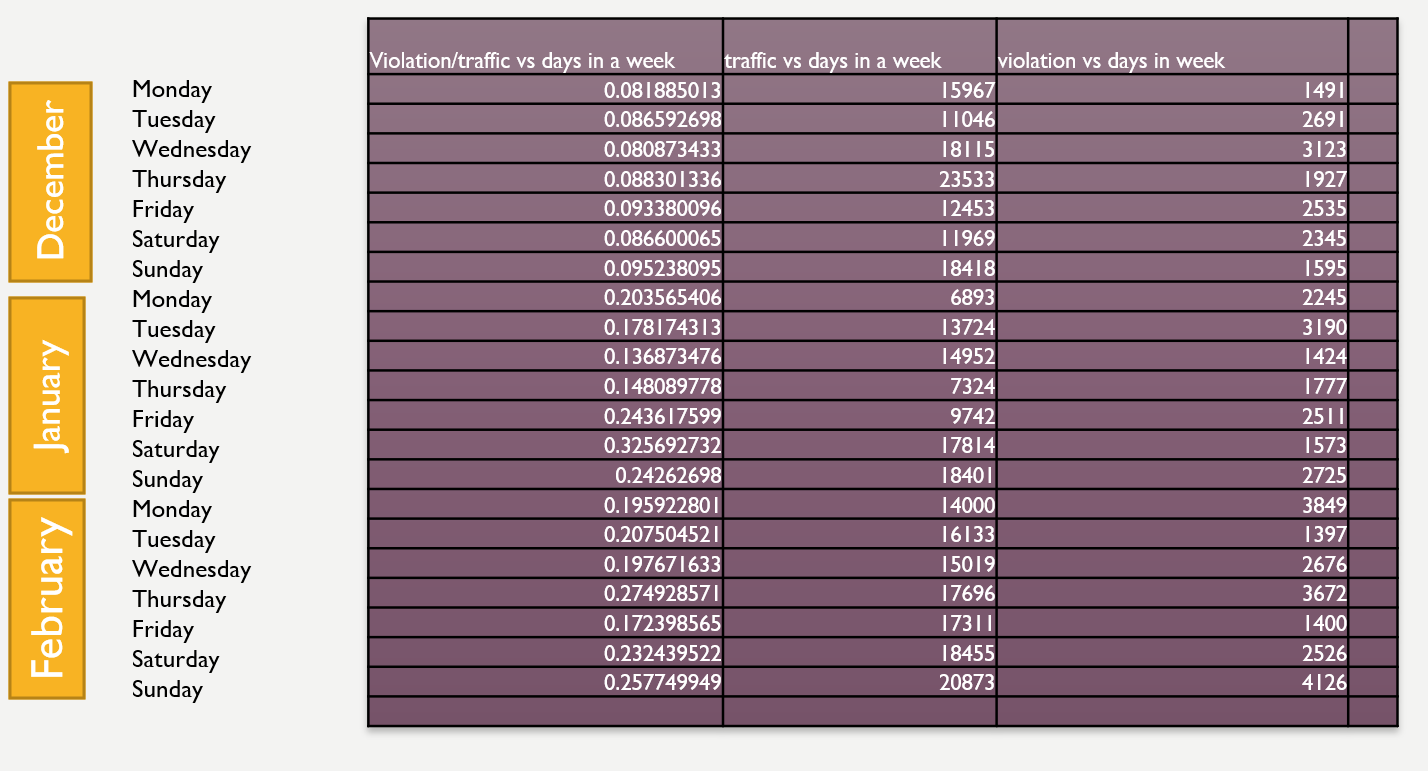 Violation/traffic vs days in a week traffic vs days in a week violation vs days in week
December
Monday 0.081885013 15967 1491
Tuesday 0.086592698 11046 2691
Wednesday 0.080873433 18115 3123
Thursday 0.088301336 23533 1927
Friday 0.093380096 12453 2535
Saturday 0.086600065 11969 2345
Sunday 0.095238095 18418 1595
January
Monday 0.203565406 6893 2245
Tuesday 0.178174313 13724 3190
Wednesday 0.136873476 14952 1424
Thursday 0.148089778 7324 1777
Friday 0.243617599 9742 2511
Saturday 0.325692732 17814 1573
Sunday 0.24262698 18401 2725
February
Monday 0.195922801 14000 3849
Tuesday 0.207504521 16133 1397
Wednesday 0.197671633 15019 2676
Thursday 0.274928571 17696 3672
Friday 0.172398565 17311 1400
Saturday 0.232439522 18455 2526
Sunday 0.257749949 20873 4126